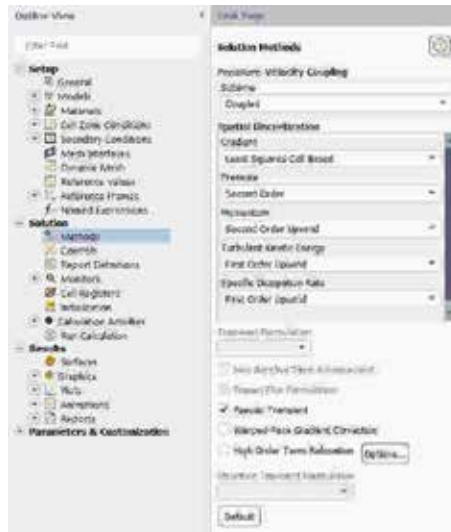 Outline View
Filter Text
Setup
General
Models
Materials
Cell Zone Conditions
Boundary Conditions
Mesh Interfaces
Dynamic Mesh
Reference Values
Reference Frames
Named Expressions
Solution
Methods
Controls
Report Definitions
Monitors
Cell Registers
Initialization
Calculation Activities
Run Calculation
Results
Surfaces
Graphics
Plots
Animations
Reports
Parameters & Customization
Task Page
Solution Methods
Pressure-Velocity Coupling
Scheme
Coupled
Spatial Discretization
Gradient
Least Squares Cell Based
Pressure
Second Order
Momentum
Second Order Upwind
Turbulent Kinetic Energy
First Order Upwind
Specific Dissipation Rate
First Order Upwind
Transient Formulation
Non-Iterative Time Advancement
Frozen Flux Formulation
Pseudo Transient
Warped-Face Gradient Correction
High Order Term Relaxation
Options...
Structure Transient Formulation
Default